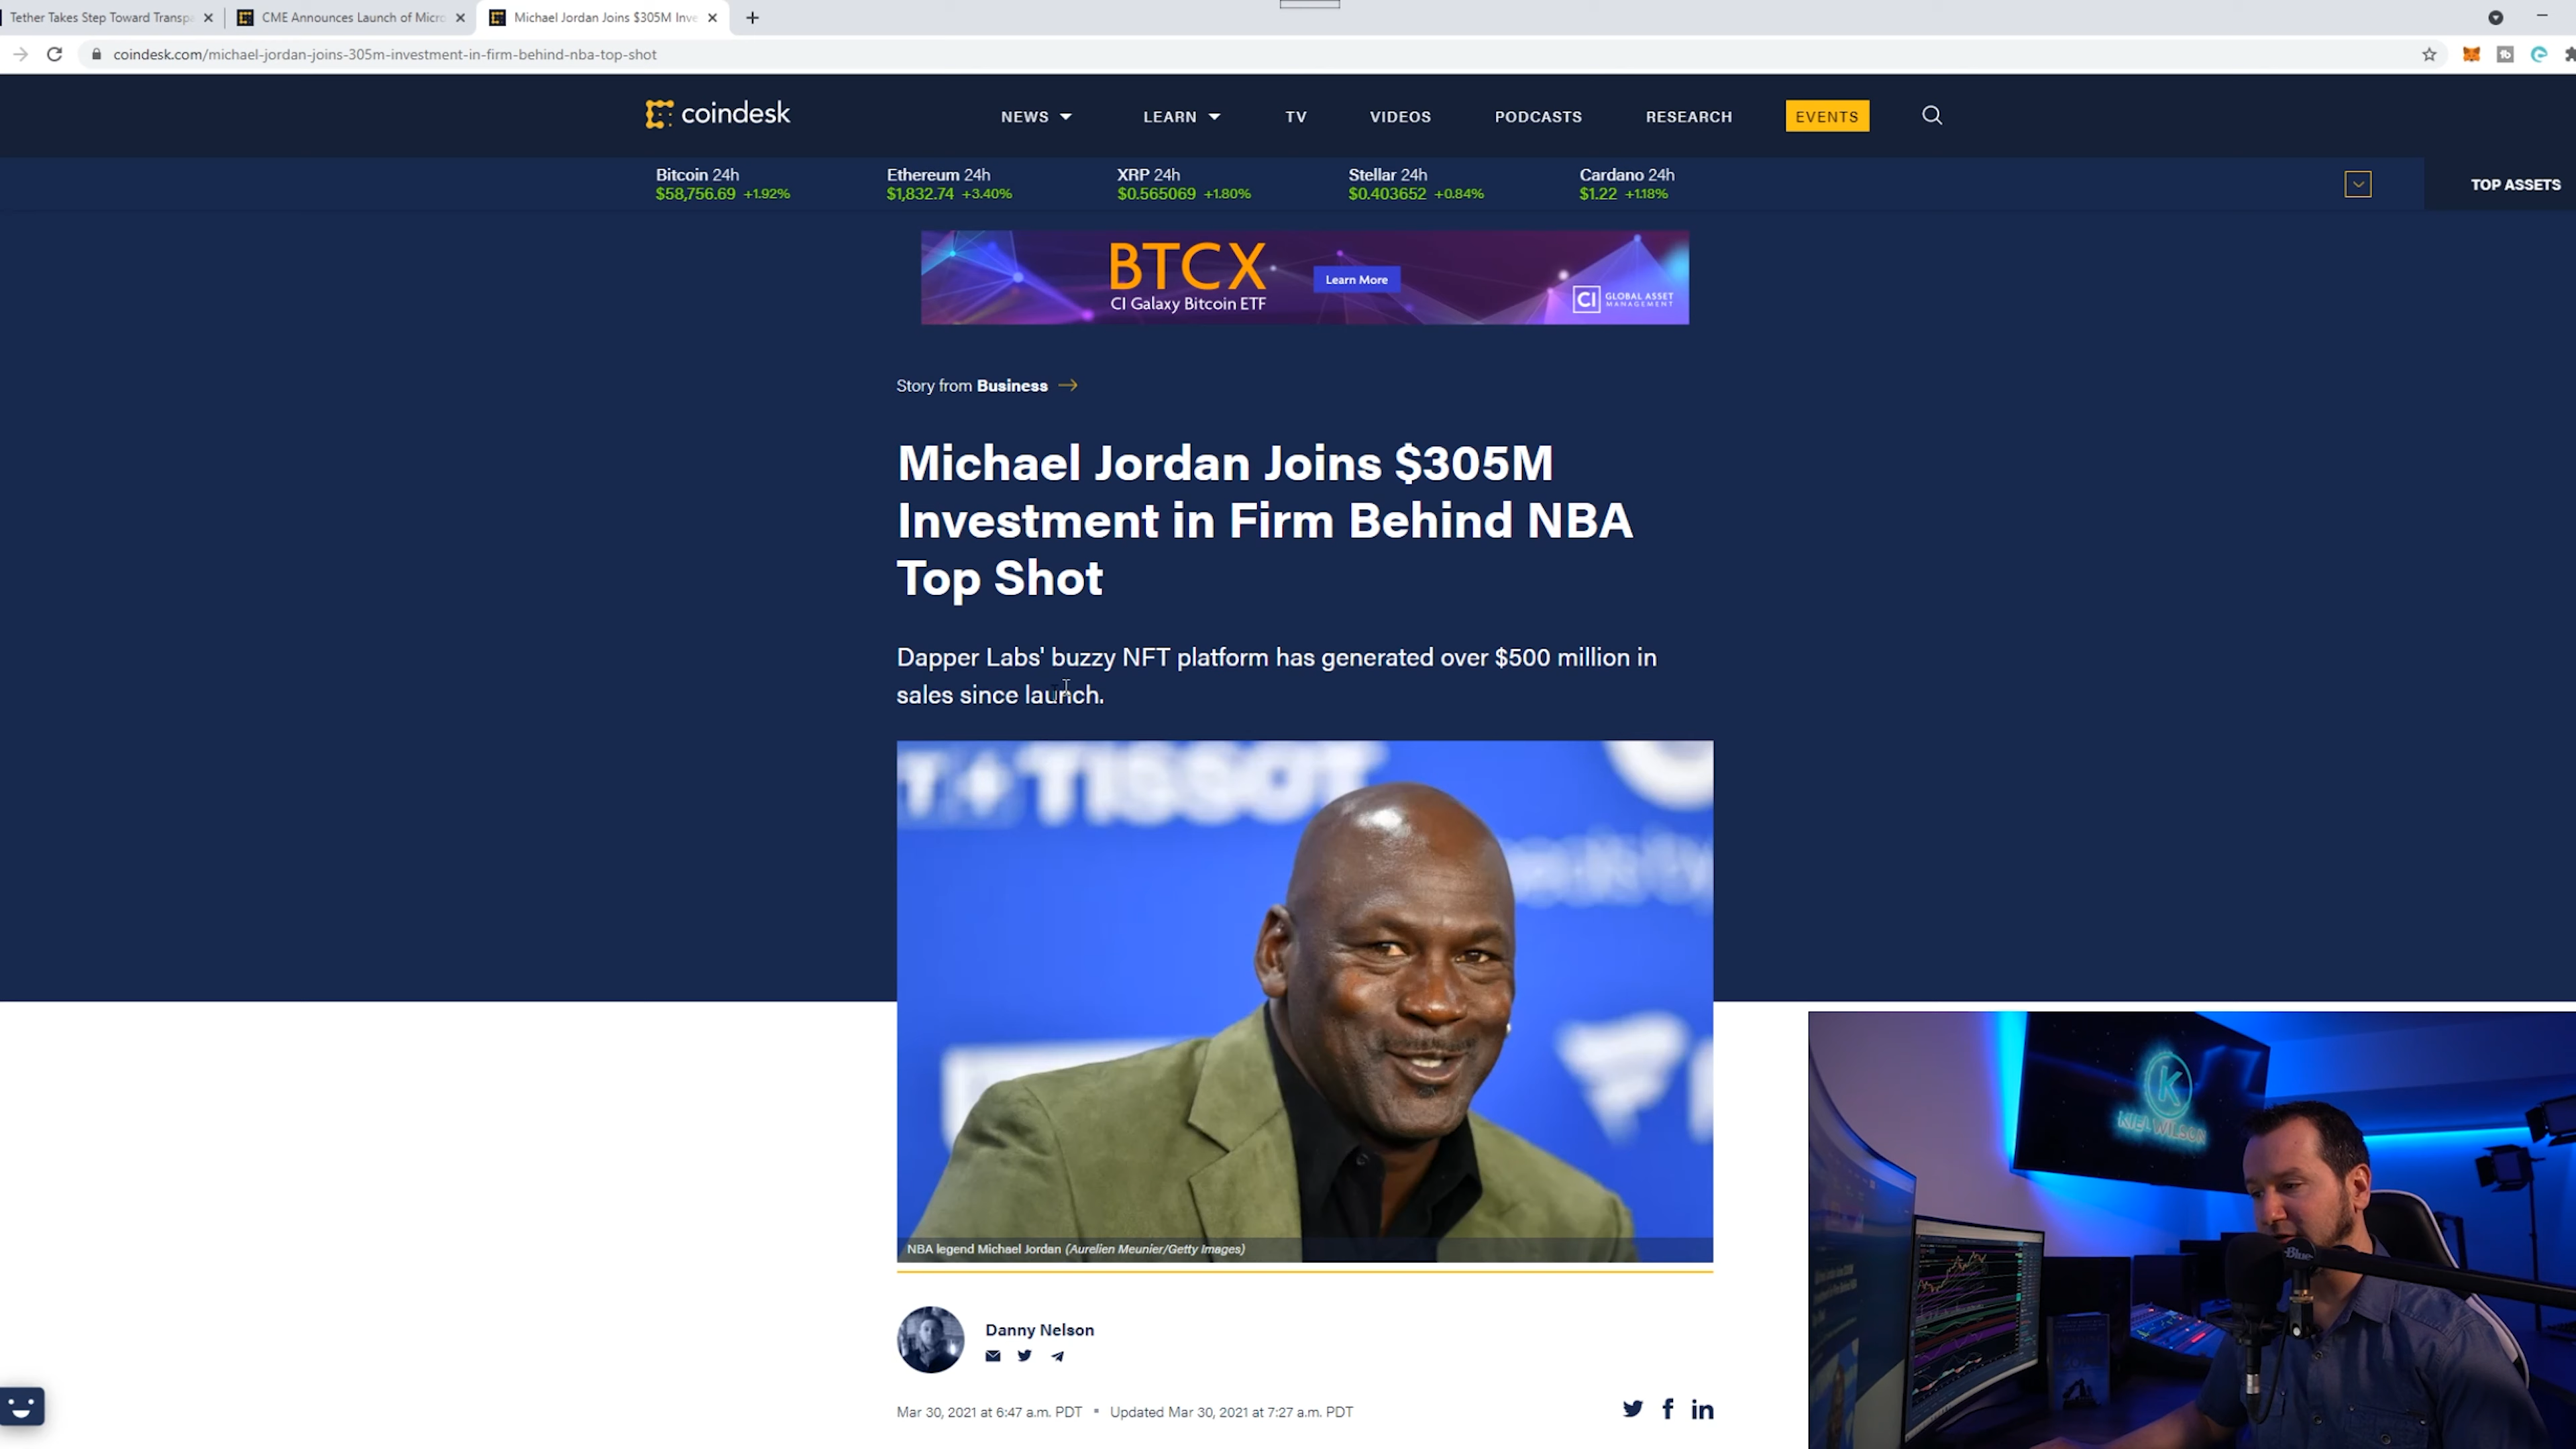 Tether Takes Step Toward Transpa
CME Announces Launch of Micro
Michael Jordan Joins $305M Inve
coindesk.com/michael-jordan-joins-305m-investment-in-firm-behind-nba-top-shot
coindesk
NEWS LEARN TV VIDEOS PODCASTS RESEARCH EVENTS
Bitcoin 24h
$58,756.69 +1.92%
Ethereum 24h
$1,832.74 +3.40%
XRP 24h
$0.565069 +1.80%
Stellar 24h
$0.403652 +0.84%
Cardano 24h
$1.22 +1.18%
TOP ASSETS
BTCX
CI Galaxy Bitcoin ETF
Learn More
CI GLOBAL ASSET
MANAGEMENT
Story from Business →
Michael Jordan Joins $305M
Investment in Firm Behind NBA
Top Shot
Dapper Labs' buzzy NFT platform has generated over $500 million in
sales since launch.
TISSOT
NBA legend Michael Jordan (Aurelien Meunier/Getty Images)
K
KIEL WILSON
Blue
Danny Nelson
Mar 30, 2021 at 6:47 a.m. PDT ▪ Updated Mar 30, 2021 at 7:27 a.m. PDT